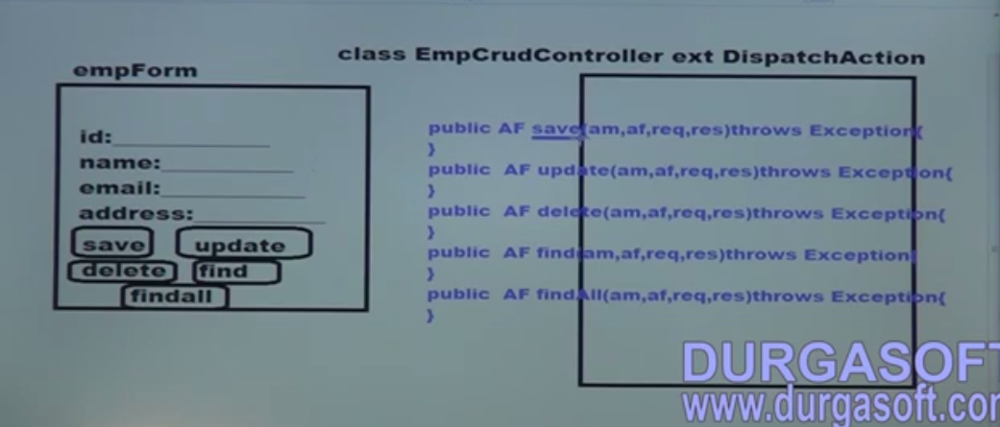 class EmpCrudController ext DispatchAction
empForm
id:
name:
email:
address:
save update
delete find
findall
public AF save(am,af,req,res)throws Exception{
}
public AF update(am,af,req,res)throws Exception{
}
public AF delete(am,af,req,res)throws Exception{
}
public AF find(am,af,req,res)throws Exception{
}
public AF findAll(am,af,req,res)throws Exception{
}
DURGASOFT
www.durgasoft.com